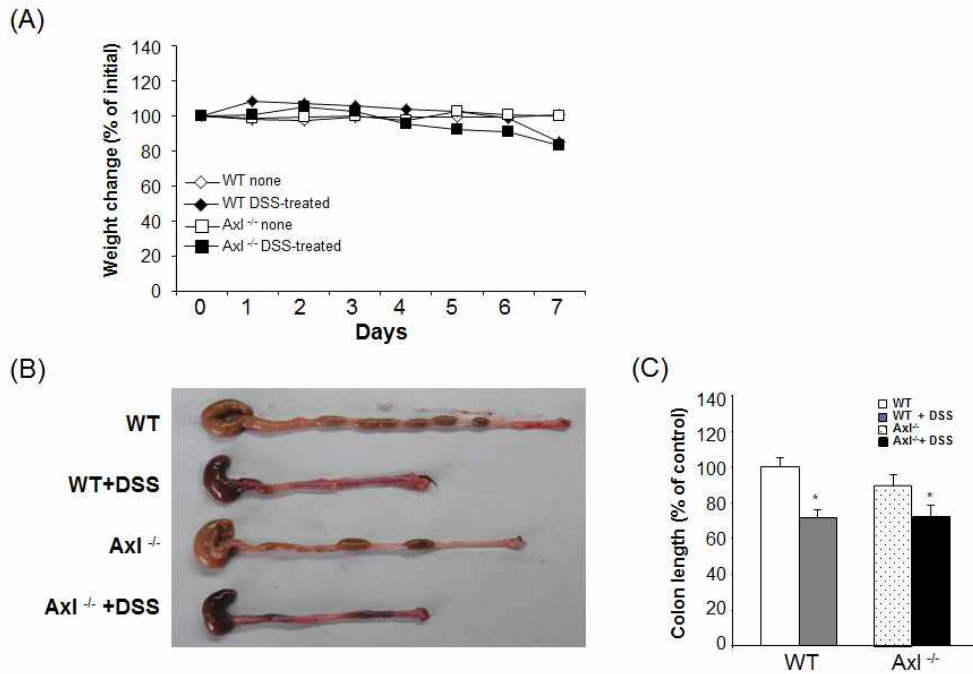 (A)
Weight change (% of initial)
140
120
100
80
60
40
20
0
WT none
WT DSS-treated
Axl -/- none
Axl -/- DSS-treated
0 1 2 3 4 5 6 7
Days
(B)
WT
WT+DSS
Axl -/-
Axl -/- +DSS
(C)
Colon length (% of control)
140
120
100
80
60
40
20
0
WT
WT + DSS
Axl-/-
Axl-/-+ DSS
* *
WT Axl -/-